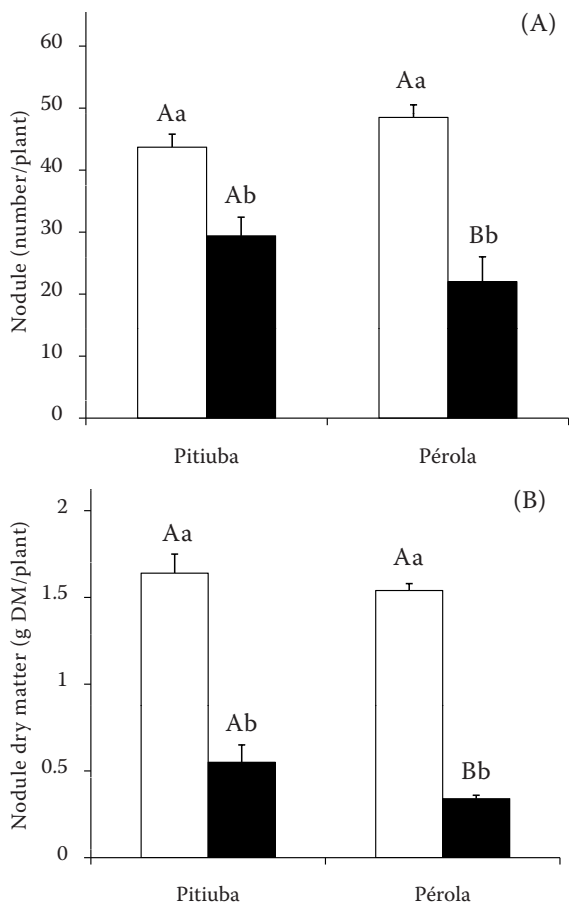 (A)
Nodule (number/plant)
60
50
40
30
20
10
0
Aa
Ab
Aa
Bb
Pitiuba
Pérola
(B)
Nodule dry matter (g DM/plant)
2
1.5
1
0.5
0
Aa
Ab
Aa
Bb
Pitiuba
Pérola